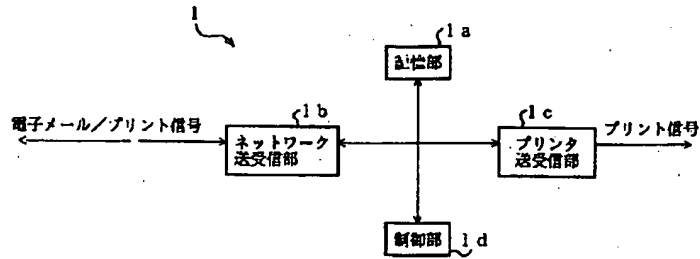 1
1a
配信部
電子メール/プリント信号
1b
ネットワーク
送受信部
1c
プリンタ
送受信部
プリント信号
制御部
1d